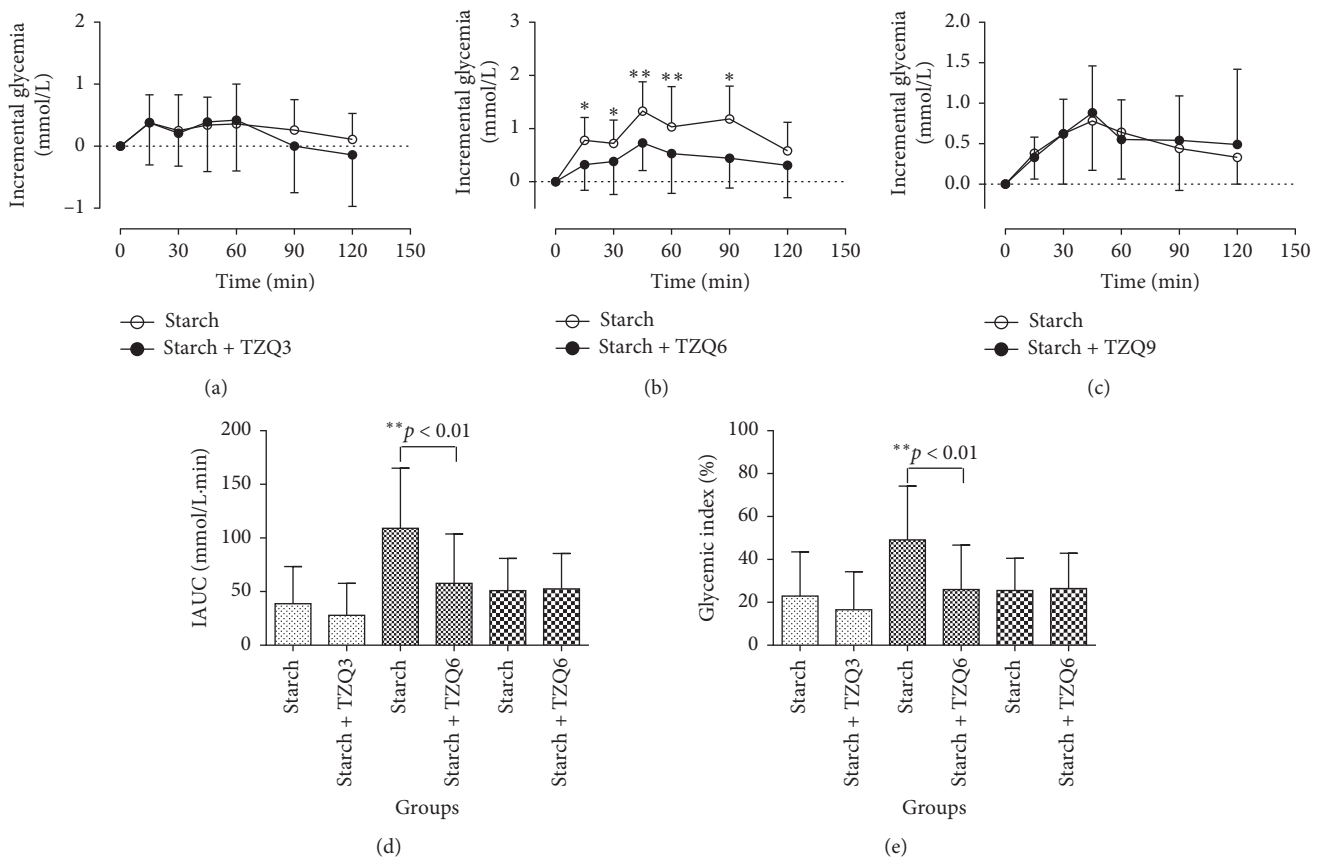 Incremental glycemia
(mmol/L)
2
1
0
−1
0 30 60 90 120 150
Time (min)
Starch
Starch + TZQ3
(a)
Incremental glycemia
(mmol/L)
3
2
1
0
* * ** ** *
0 30 60 90 120 150
Time (min)
Starch
Starch + TZQ6
(b)
Incremental glycemia
(mmol/L)
2.0
1.5
1.0
0.5
0.0
0 30 60 90 120 150
Time (min)
Starch
Starch + TZQ9
(c)
IAUC (mmol/L·min)
200
150
100
50
0
**p < 0.01
Starch
Starch + TZQ3
Starch
Starch + TZQ6
Starch
Starch + TZQ6
Groups
(d)
Glycemic index (%)
100
80
60
40
20
0
**p < 0.01
Starch
Starch + TZQ3
Starch
Starch + TZQ6
Starch
Starch + TZQ6
Groups
(e)